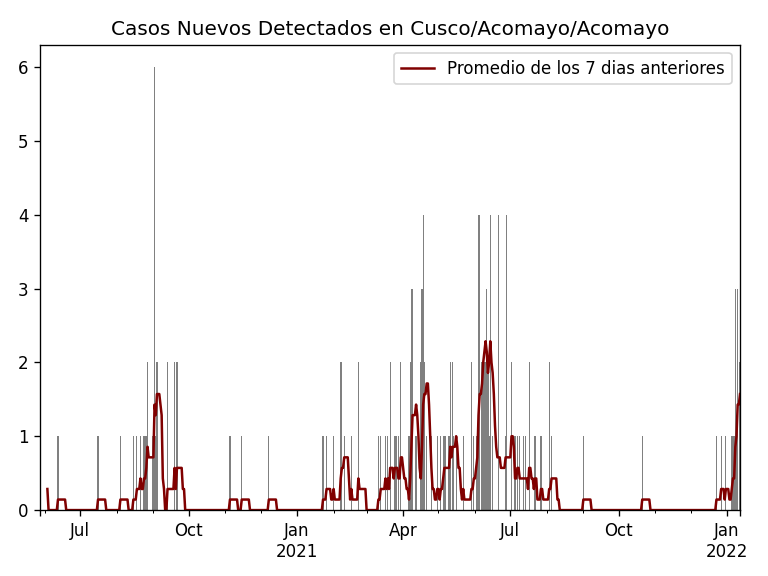 Casos Nuevos Detectados en Cusco/Acomayo/Acomayo
Promedio de los 7 dias anteriores
6
5
4
3
2
1
0
Jul Oct Jan Apr Jul Oct Jan
2021 2022